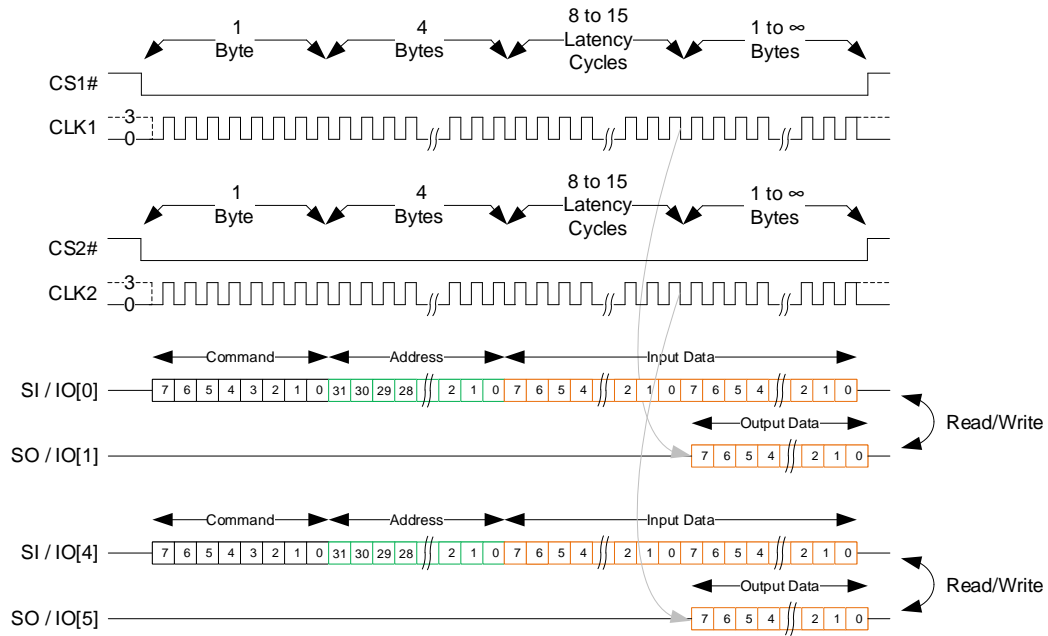 1 Byte 4 Bytes 8 to 15 Latency Cycles 1 to ∞ Bytes
CS1#
CLK1 3 0
1 Byte 4 Bytes 8 to 15 Latency Cycles 1 to ∞ Bytes
CS2#
CLK2 3 0
Command Address Input Data
SI / IO[0] 7 6 5 4 3 2 1 0 31 30 29 28 2 1 0 7 6 5 4 2 1 0 7 6 5 4 2 1 0
Read/Write
Output Data
SO / IO[1] 7 6 5 4 2 1 0
Command Address Input Data
SI / IO[4] 7 6 5 4 3 2 1 0 31 30 29 28 2 1 0 7 6 5 4 2 1 0 7 6 5 4 2 1 0
Read/Write
Output Data
SO / IO[5] 7 6 5 4 2 1 0